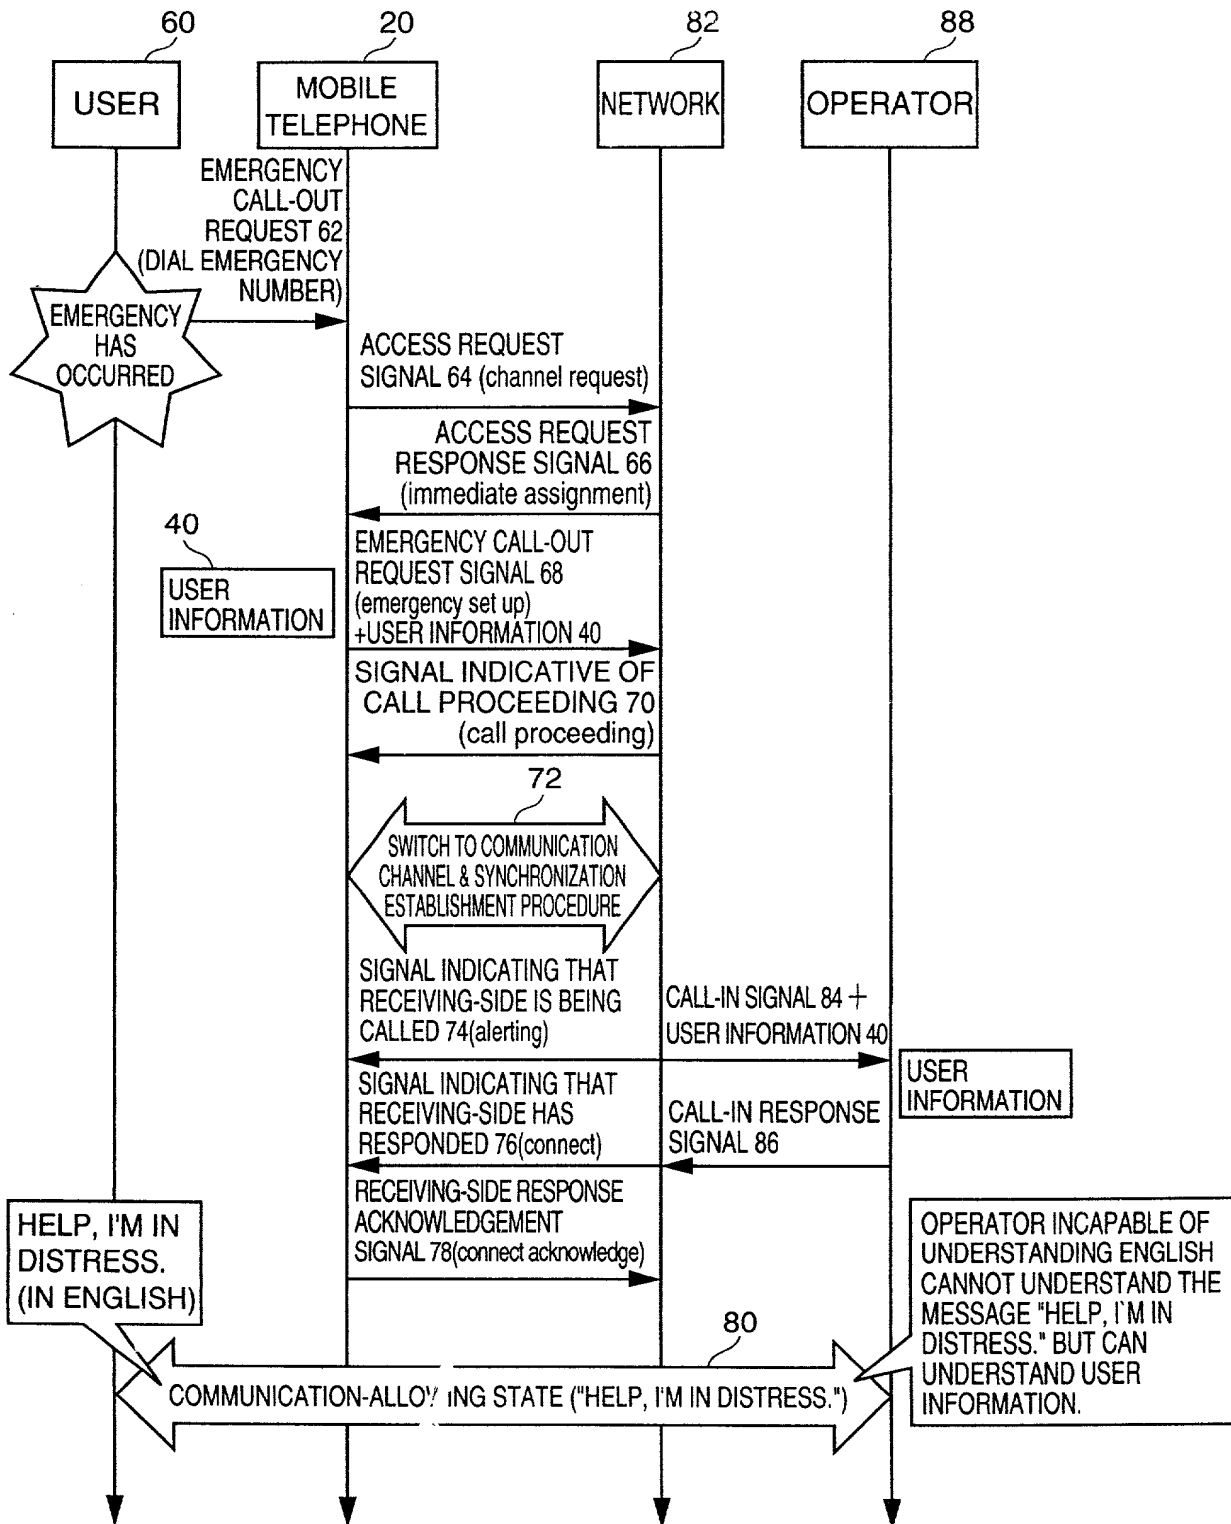 60
20
82
88
USER
MOBILE
TELEPHONE
NETWORK
OPERATOR
EMERGENCY
CALL-OUT
REQUEST 62
(DIAL EMERGENCY
NUMBER)
EMERGENCY
HAS
OCCURRED
ACCESS REQUEST
SIGNAL 64 (channel request)
ACCESS REQUEST
RESPONSE SIGNAL 66
(immediate assignment)
40
USER
INFORMATION
EMERGENCY CALL-OUT
REQUEST SIGNAL 68
(emergency set up)
+USER INFORMATION 40
SIGNAL INDICATIVE OF
CALL PROCEEDING 70
(call proceeding)
72
SWITCH TO COMMUNICATION
CHANNEL & SYNCHRONIZATION
ESTABLISHMENT PROCEDURE
SIGNAL INDICATING THAT
RECEIVING-SIDE IS BEING
CALLED 74(alerting)
CALL-IN SIGNAL 84 +
USER INFORMATION 40
USER
INFORMATION
SIGNAL INDICATING THAT
RECEIVING-SIDE HAS
RESPONDED 76(connect)
CALL-IN RESPONSE
SIGNAL 86
RECEIVING-SIDE RESPONSE
ACKNOWLEDGEMENT
SIGNAL 78(connect acknowledge)
HELP, I'M IN
DISTRESS.
(IN ENGLISH)
OPERATOR INCAPABLE OF
UNDERSTANDING ENGLISH
CANNOT UNDERSTAND THE
MESSAGE "HELP, I'M IN
DISTRESS." BUT CAN
UNDERSTAND USER
INFORMATION.
80
COMMUNICATION-ALLOWING STATE ("HELP, I'M IN DISTRESS.")